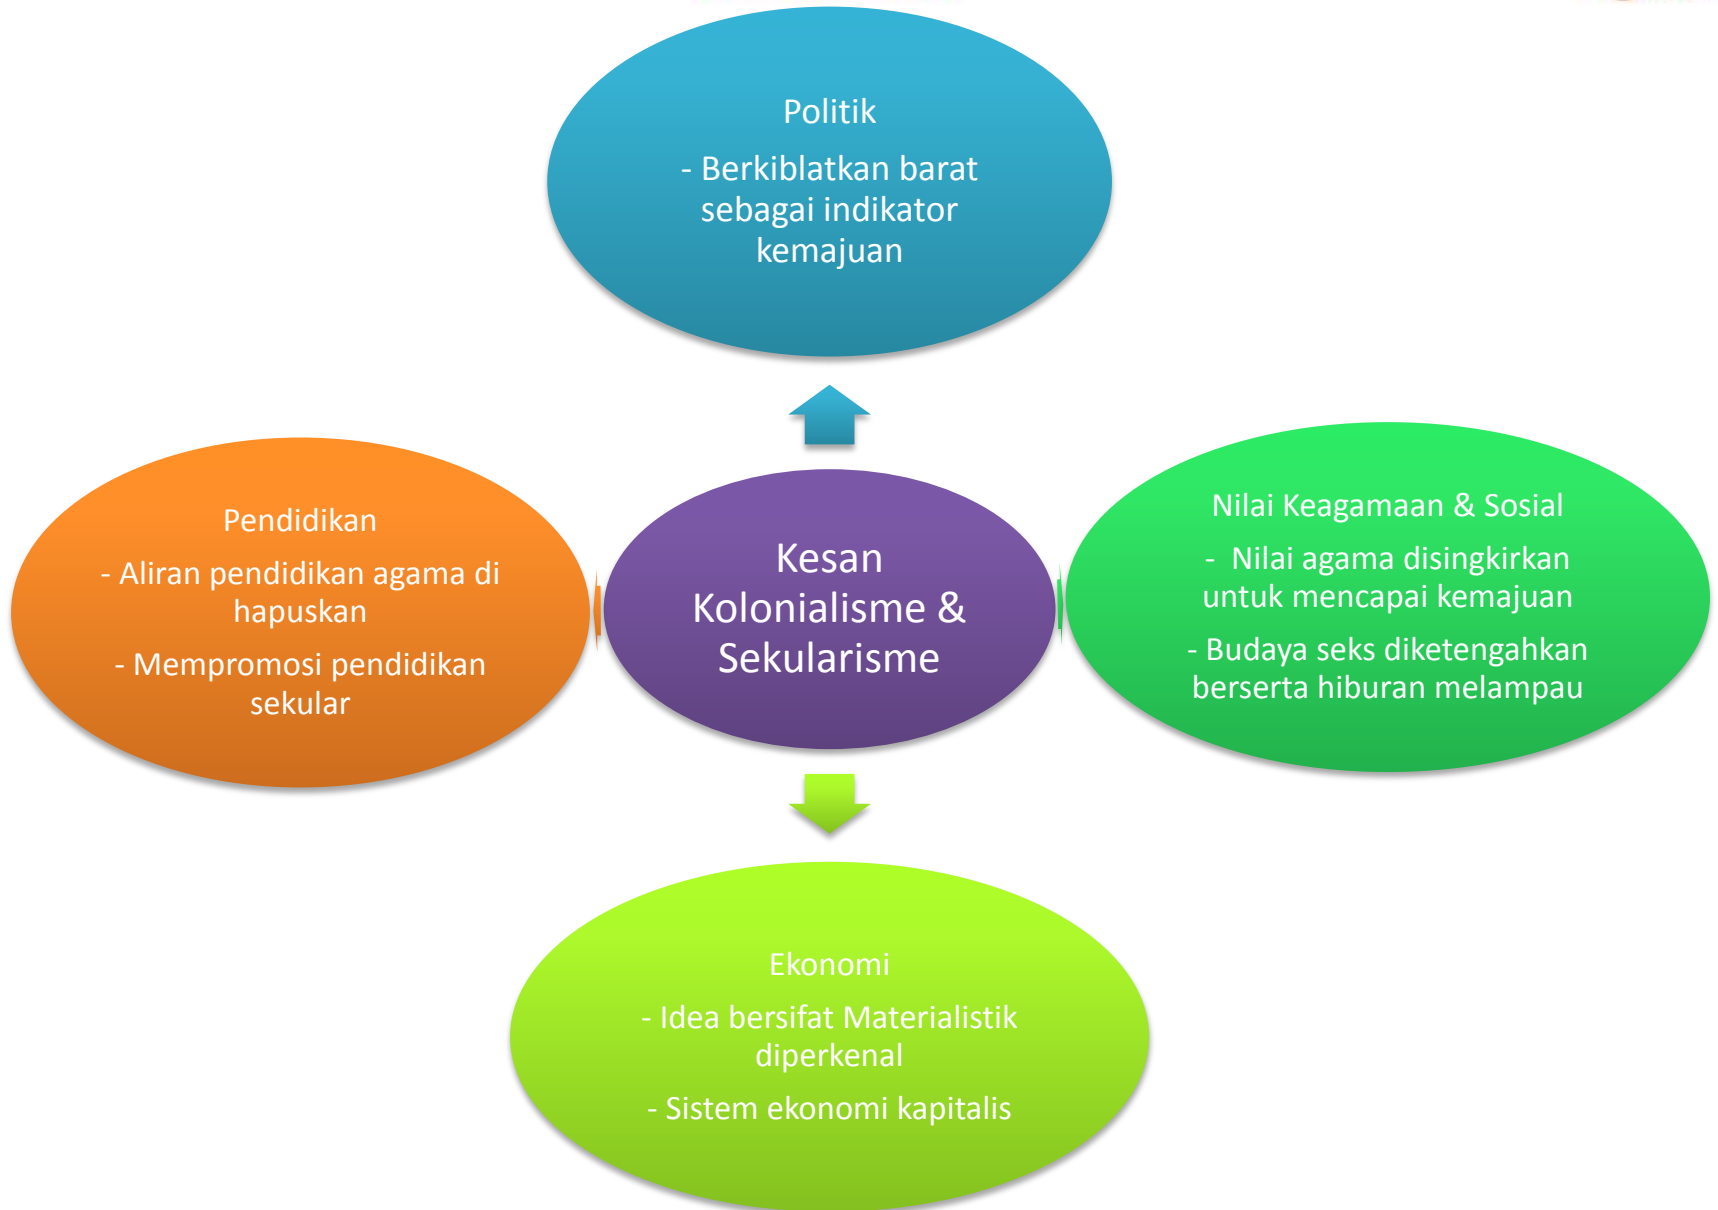 Politik
- Berkiblatkan barat
sebagai indikator
kemajuan
Pendidikan
- Aliran pendidikan agama di
hapuskan
- Mempromosi pendidikan
sekular
Kesan
Kolonialisme &
Sekularisme
Nilai Keagamaan & Sosial
- Nilai agama disingkirkan
untuk mencapai kemajuan
- Budaya seks diketengahkan
berserta hiburan melampau
Ekonomi
- Idea bersifat Materialistik
diperkenal
- Sistem ekonomi kapitalis